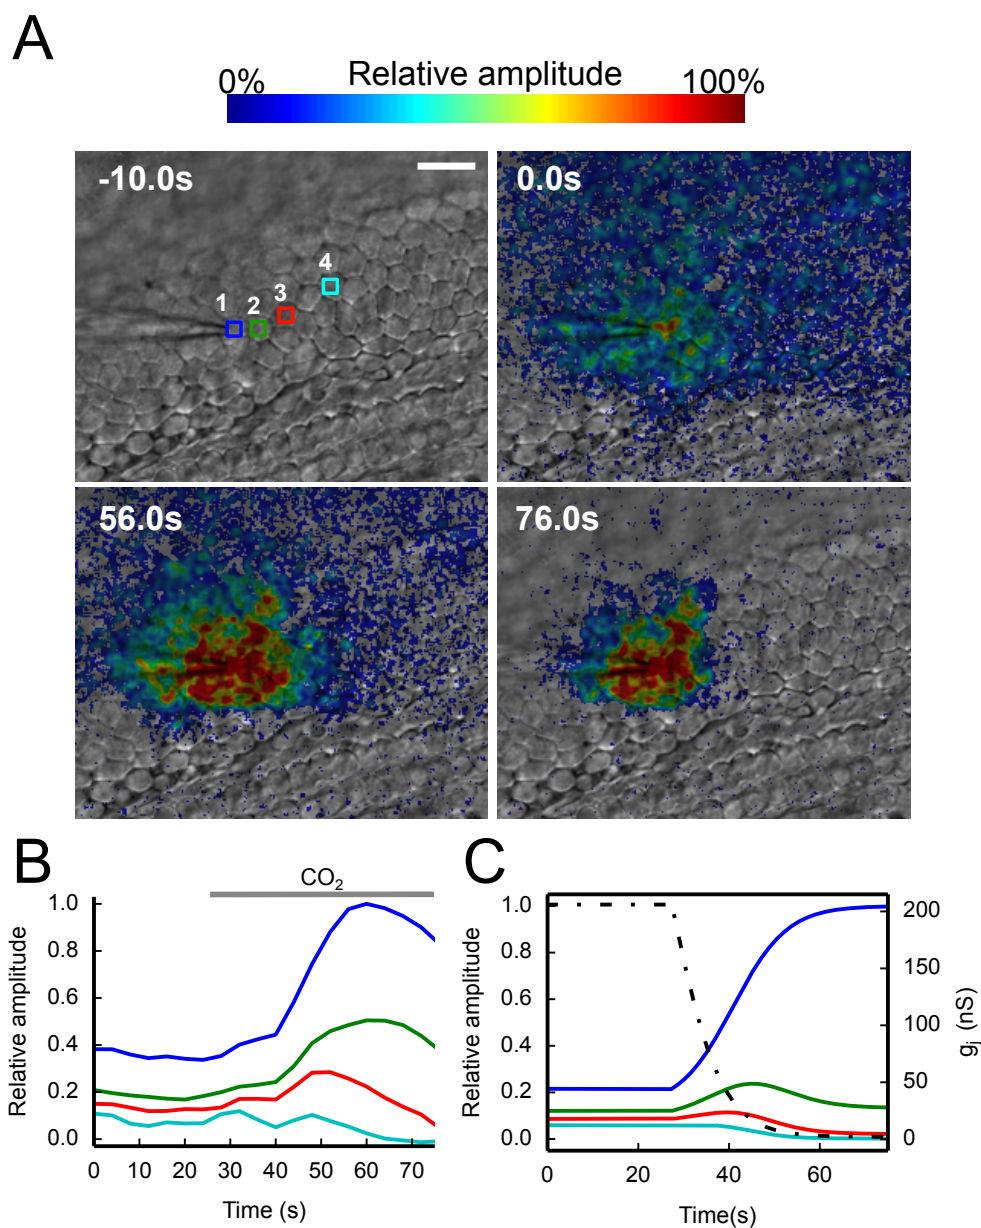 A
0% Relative amplitude 100%
-10.0s
0.0s
1 2 3 4
56.0s
76.0s
B
CO2
1.0
0.8
0.6
0.4
0.2
0.0
Relative amplitude
0 10 20 30 40 50 60 70
Time (s)
C
1.0
0.8
0.6
0.4
0.2
0.0
Relative amplitude
200
150
100
50
0
gj (nS)
0 20 40 60
Time(s)